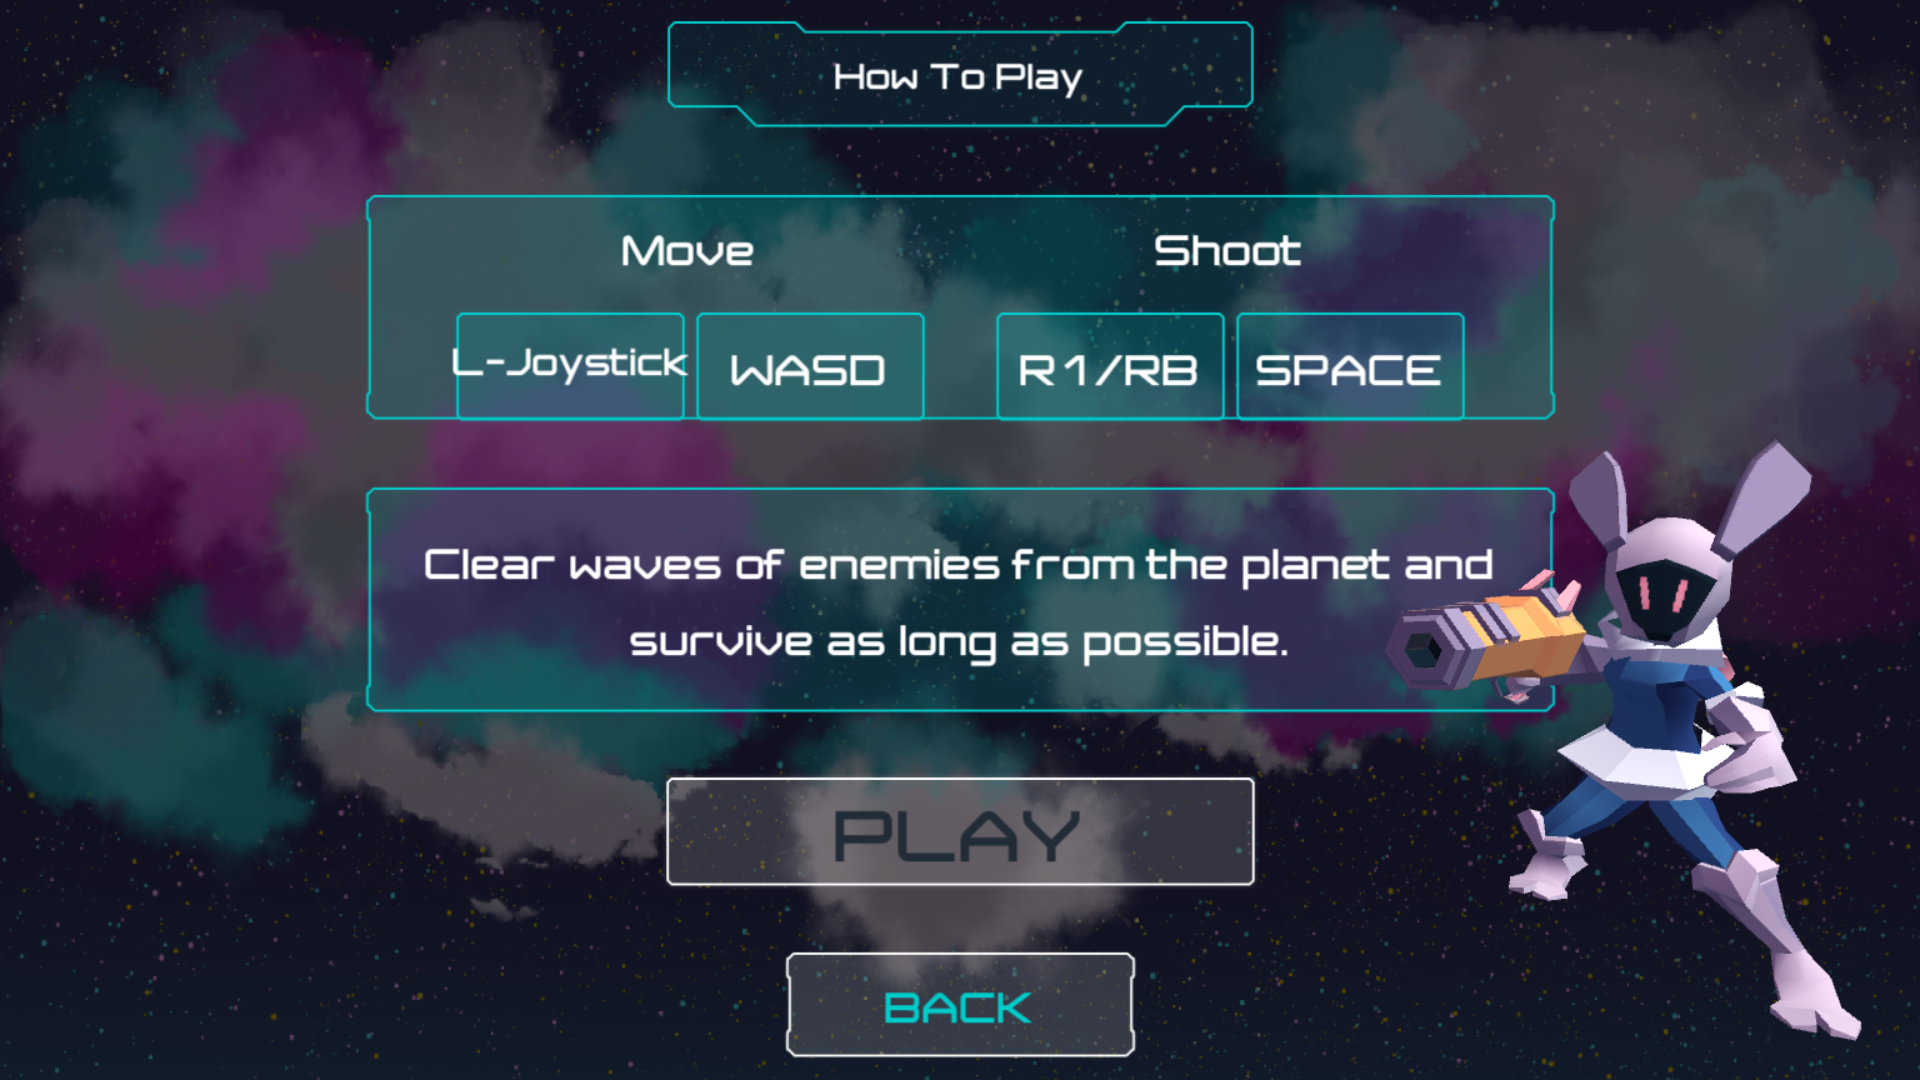 How To Play
Move
Shoot
L-Joystick
WASD
R1/RB
SPACE
Clear waves of enemies from the planet and
survive as long as possible.
PLAY
BACK